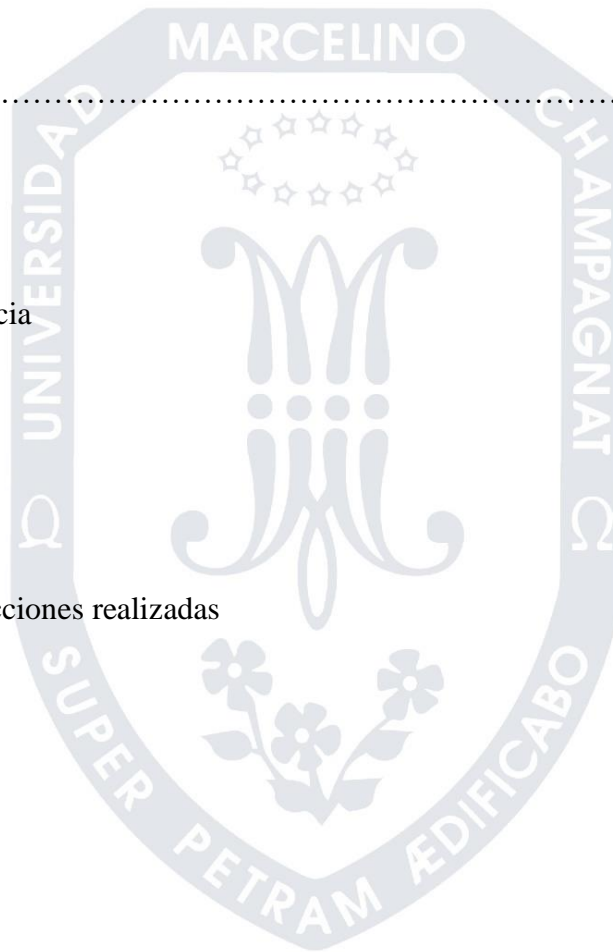 MARCELINO
UNIVERSIDAD
CHAMPAGNAT
……………………………………………………………………
cia
Ω
Ω
cciones realizadas
SUPER PETRAM ÆDIFICABO